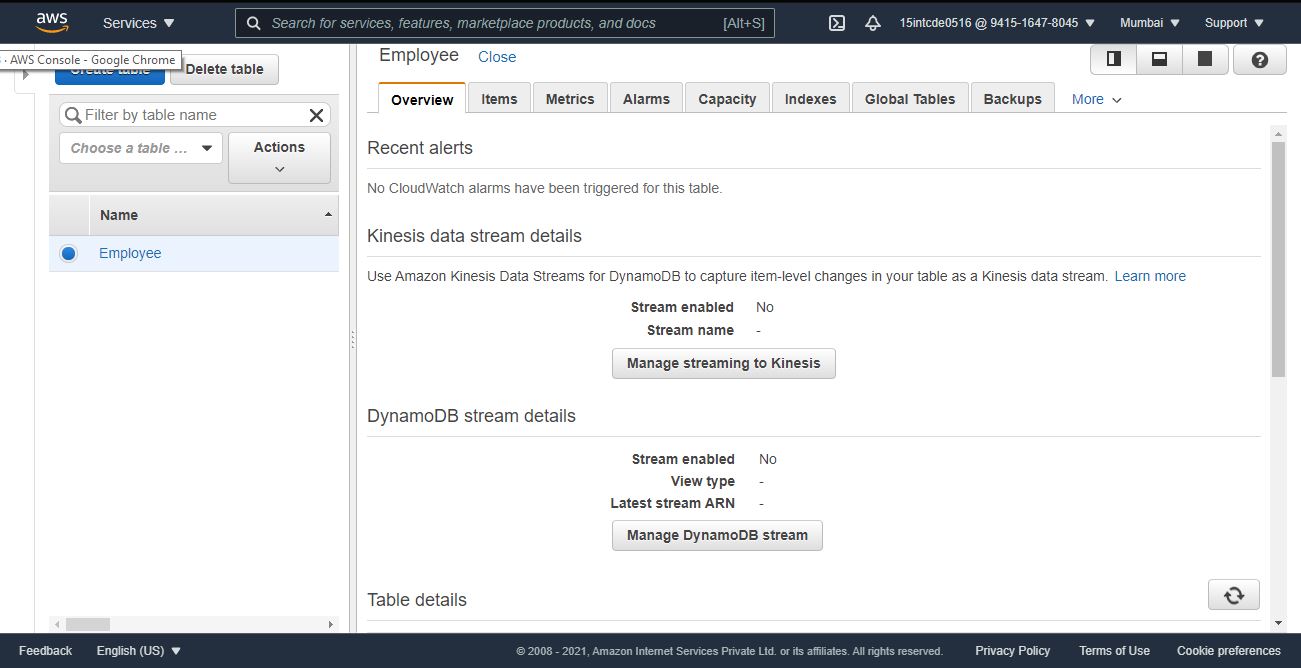 aws
Services
Search for services, features, marketplace products, and docs [Alt+S]
15intcde0516 @ 9415-1647-8045
Mumbai
Support
· AWS Console - Google Chrome
Create table
Delete table
Filter by table name
Choose a table ...
Actions
Name
Employee
Employee Close
Overview Items Metrics Alarms Capacity Indexes Global Tables Backups More
Recent alerts
No CloudWatch alarms have been triggered for this table.
Kinesis data stream details
Use Amazon Kinesis Data Streams for DynamoDB to capture item-level changes in your table as a Kinesis data stream. Learn more
Stream enabled No
Stream name -
Manage streaming to Kinesis
DynamoDB stream details
Stream enabled No
View type -
Latest stream ARN -
Manage DynamoDB stream
Table details
Feedback English (US) © 2008 - 2021, Amazon Internet Services Private Ltd. or its affiliates. All rights reserved. Privacy Policy Terms of Use Cookie preferences